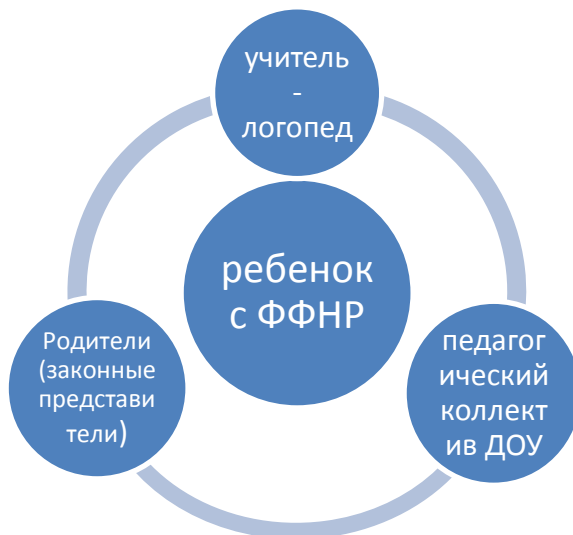 учитель
-
логопед
ребенок
с ФФНР
Родители
(законные
представи
тели)
педагог
ический
коллект
ив ДОУ